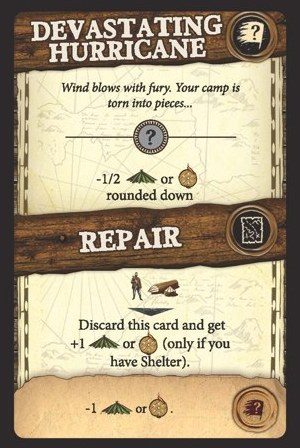 DEVASTATING
HURRICANE
?
Wind blows with fury. Your camp is
torn into pieces...
?
-1/2 or
rounded down
REPAIR
Discard this card and get
+1 or (only if you
have Shelter).
-1 or .
?